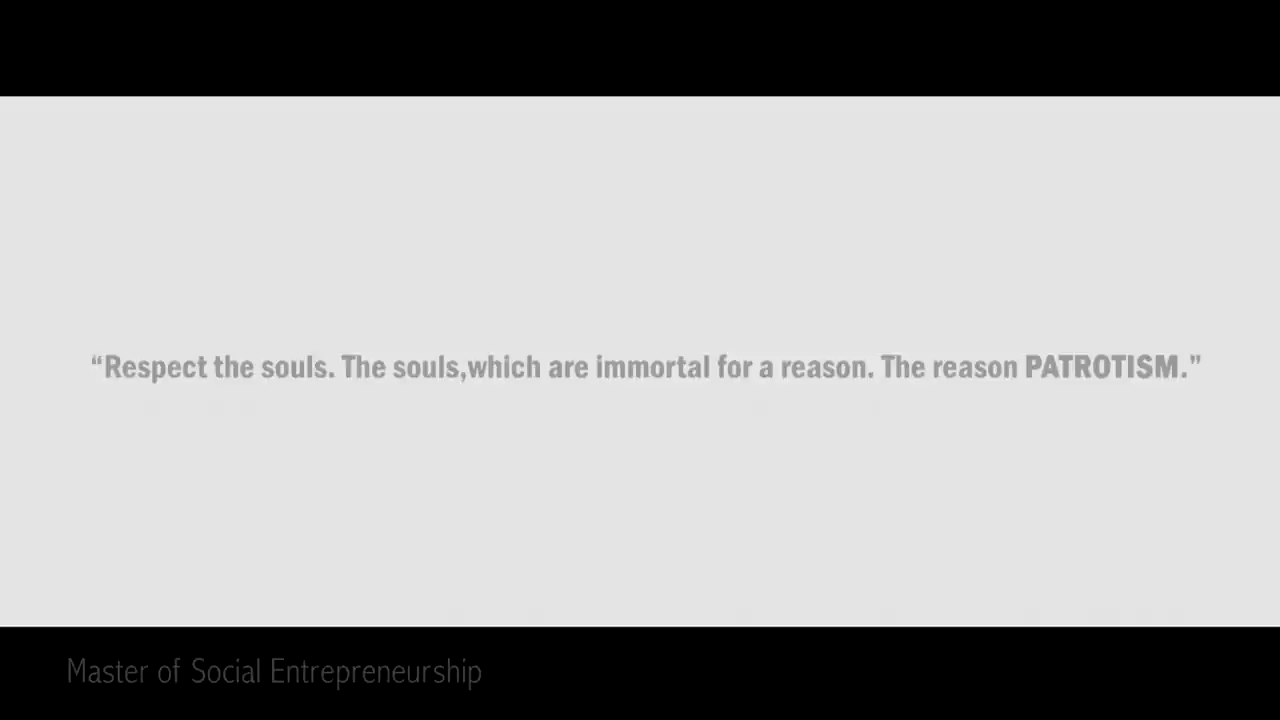 “Respect the souls. The souls,which are immortal for a reason. The reason PATROTISM.”
Master of Social Entrepreneurship